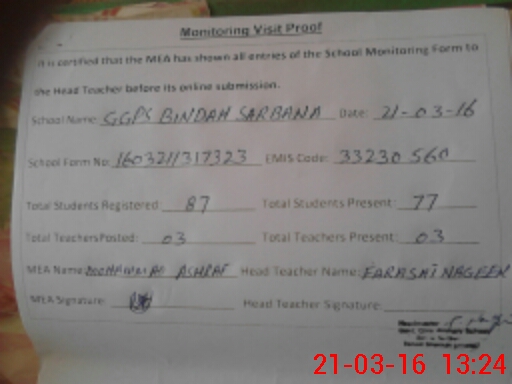 Monitoring Visit Proof
It is certified that the MEA has shown all entries of the School Monitoring Form to
the Head Teacher before its online submission.
School Name: GGPS BINDAH SARBANA Date: 21-03-16
School Form No: 1603211317323 EMIS Code: 33230560
Total Students Registered: 87 Total Students Present: 77
Total Teachers Posted: 03 Total Teachers Present: 03
MEA Name: ASHRAF Head Teacher Name:
MEA Signature: Head Teacher Signature:
21-03-16 13:24